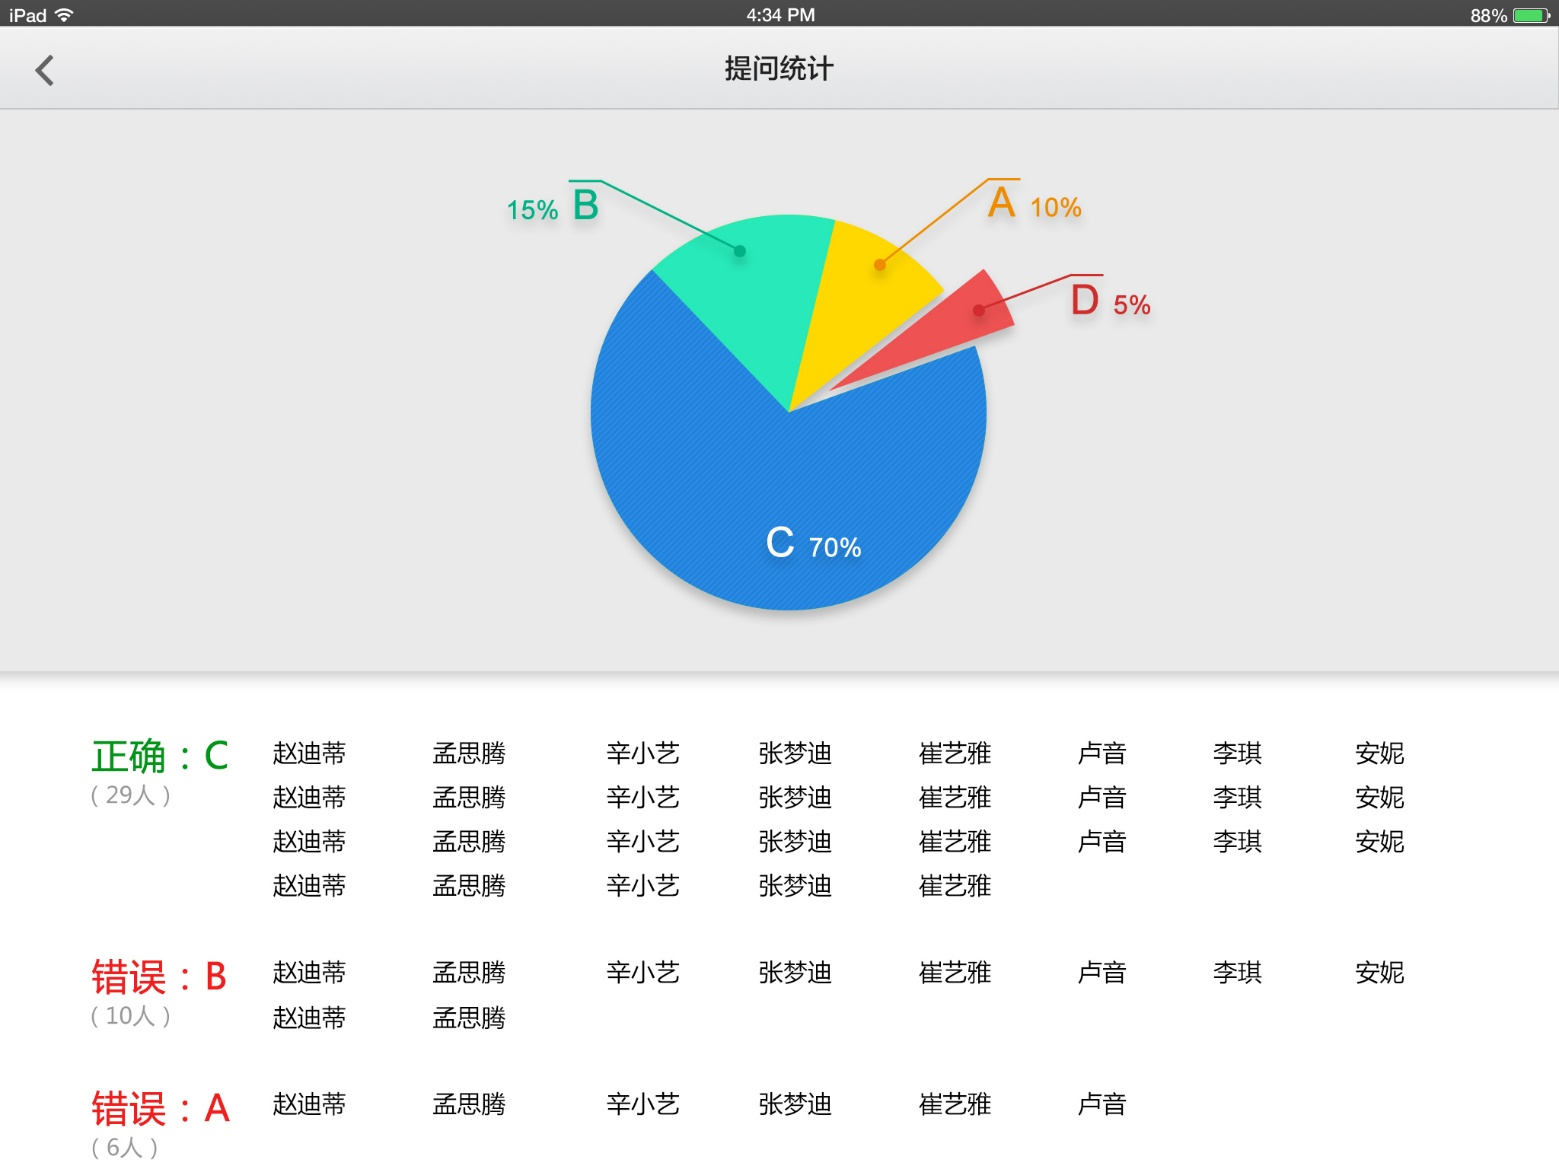 iPad 4:34 PM 88%
提问统计
15% B
A 10%
D 5%
C 70%
正确：C 赵迪蒂 孟思腾 辛小艺 张梦迪 崔艺雅 卢音 李琪 安妮
（29人） 赵迪蒂 孟思腾 辛小艺 张梦迪 崔艺雅 卢音 李琪 安妮
赵迪蒂 孟思腾 辛小艺 张梦迪 崔艺雅 卢音 李琪 安妮
赵迪蒂 孟思腾 辛小艺 张梦迪 崔艺雅
错误：B 赵迪蒂 孟思腾 辛小艺 张梦迪 崔艺雅 卢音 李琪 安妮
（10人） 赵迪蒂 孟思腾
错误：A 赵迪蒂 孟思腾 辛小艺 张梦迪 崔艺雅 卢音
（6人）